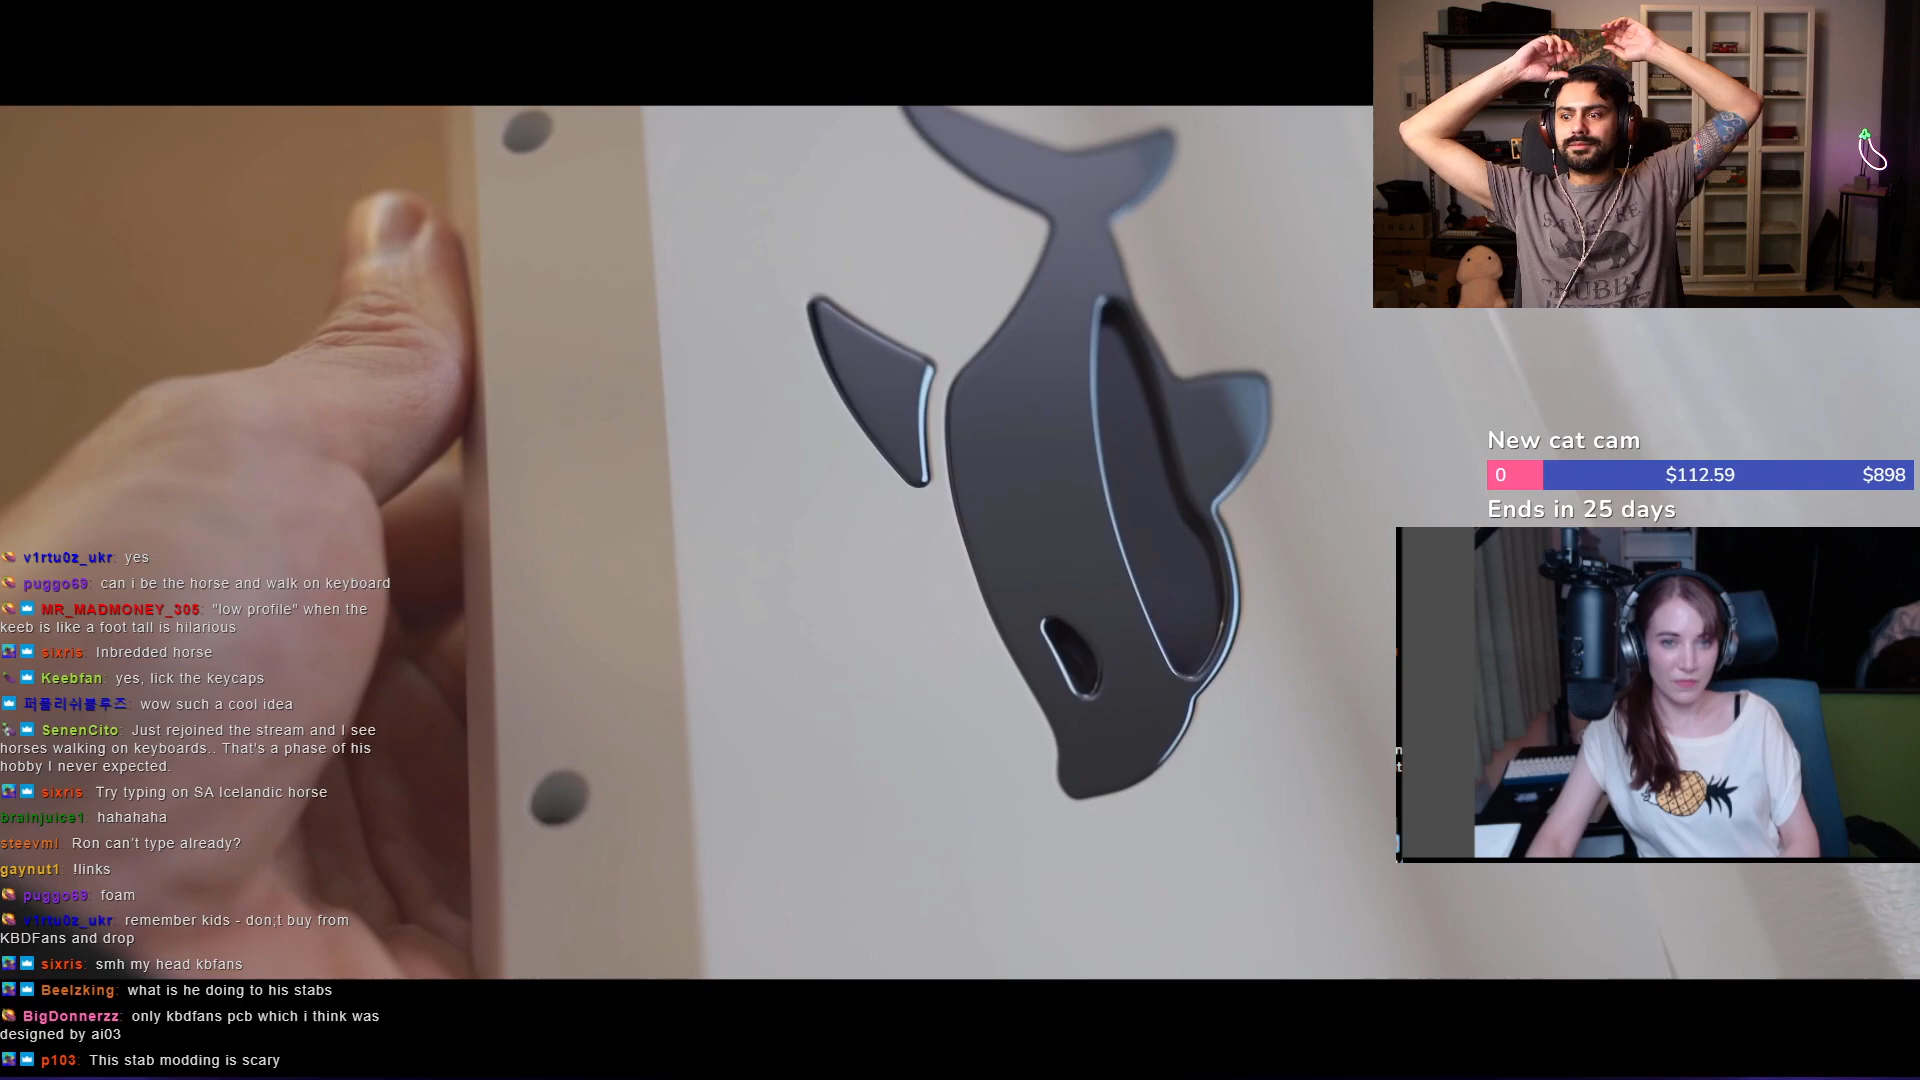 v1rtu0z_ukr: yes
puggo69: can i be the horse and walk on keyboard
MR_MADMONEY_305: "low profile" when the
keeb is like a foot tall is hilarious
sixris: Inbredded horse
Keebfan: yes, lick the keycaps
퍼플리쉬블루즈: wow such a cool idea
SenenCito: Just rejoined the stream and I see
horses walking on keyboards.. That's a phase of his
hobby I never expected.
sixris: Try typing on SA Icelandic horse
brainjuice1: hahahaha
steevml: Ron can't type already?
gaynut1: !links
puggo69: foam
v1rtu0z_ukr: remember kids - don;t buy from
KBDFans and drop
sixris: smh my head kbfans
Beelzking: what is he doing to his stabs
BigDonnerzz: only kbdfans pcb which i think was
designed by ai03
p103: This stab modding is scary
SAVE THE
CHUBBY
New cat cam
0 $112.59 $898
Ends in 25 days
n
t